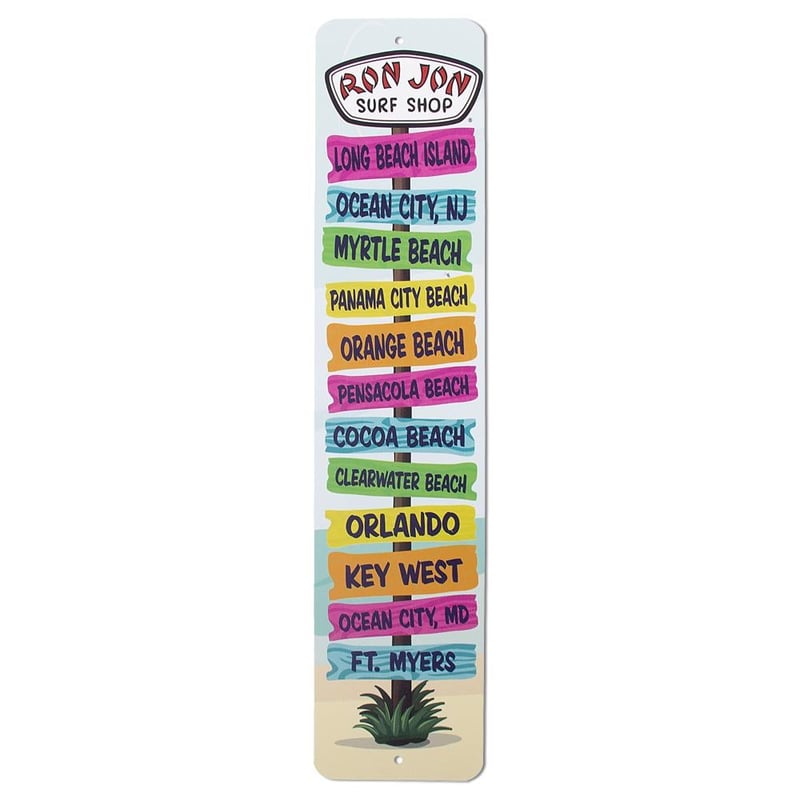 RON JON
SURF SHOP
LONG BEACH ISLAND
OCEAN CITY, NJ
MYRTLE BEACH
PANAMA CITY BEACH
ORANGE BEACH
PENSACOLA BEACH
COCOA BEACH
CLEARWATER BEACH
ORLANDO
KEY WEST
OCEAN CITY, MD
FT. MYERS